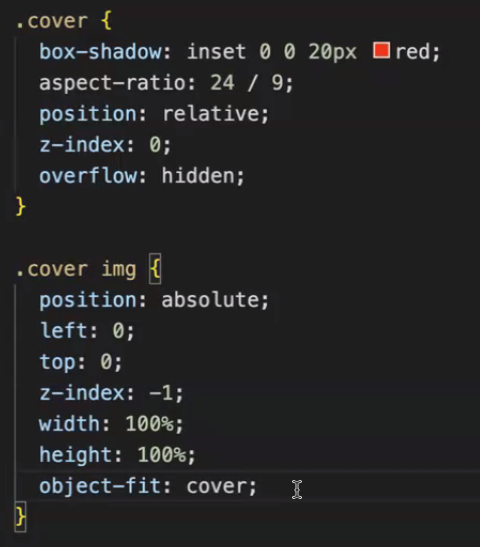 .cover {
box-shadow: inset 0 0 20px red;
aspect-ratio: 24 / 9;
position: relative;
z-index: 0;
overflow: hidden;
}
.cover img {
position: absolute;
left: 0;
top: 0;
z-index: -1;
width: 100%;
height: 100%;
object-fit: cover;
}